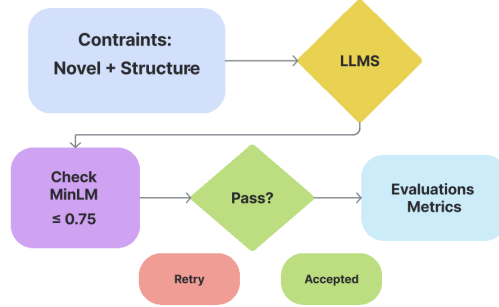 Contraints:
Novel + Structure
LLMS
Check
MinLM
≤ 0.75
Pass?
Evaluations
Metrics
Retry
Accepted